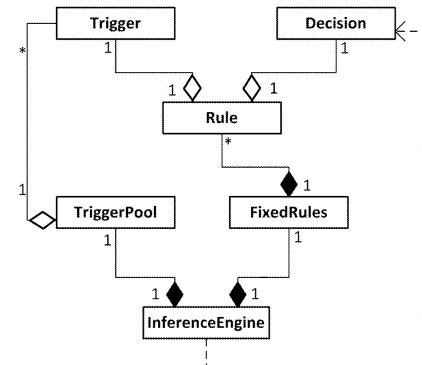 Trigger
Decision
*
1
1
1
1
Rule
*
1
1
TriggerPool
FixedRules
1
1
1
1
InferenceEngine